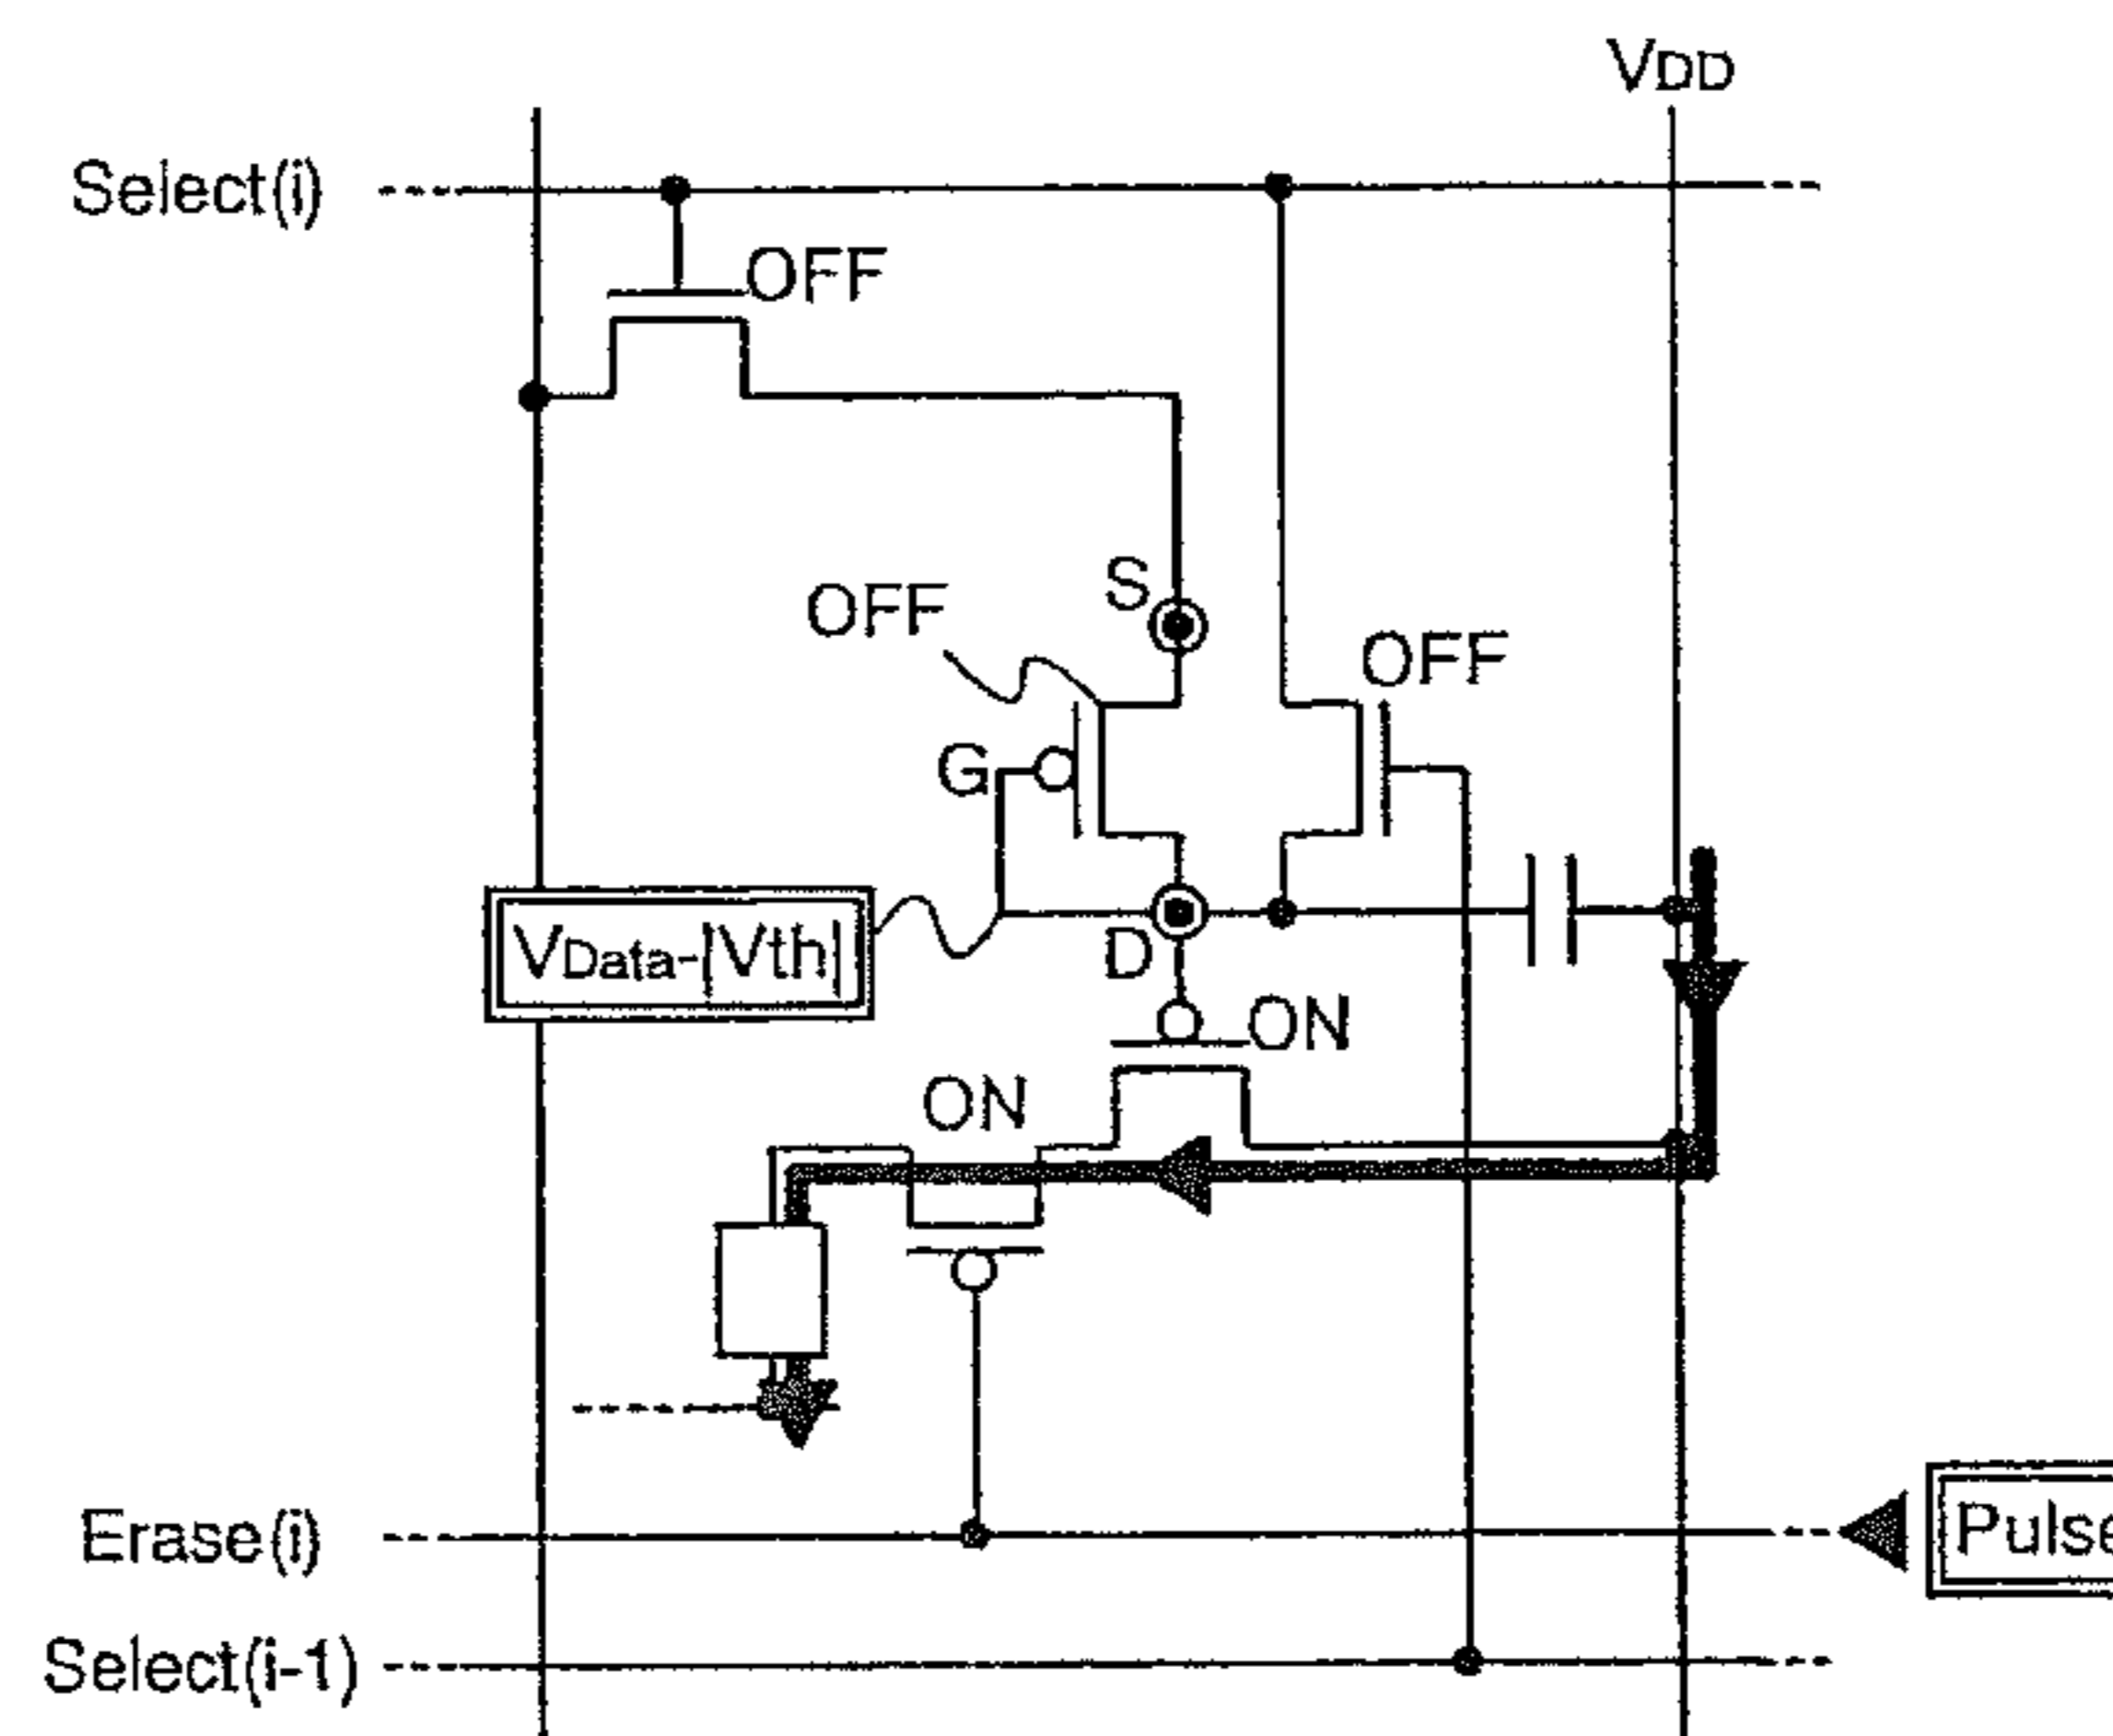 VDD
Select(i)
OFF
S
OFF
OFF
G
VData-|Vth|
D
ON
ON
Erase(i)
Pulse
Select(i-1)